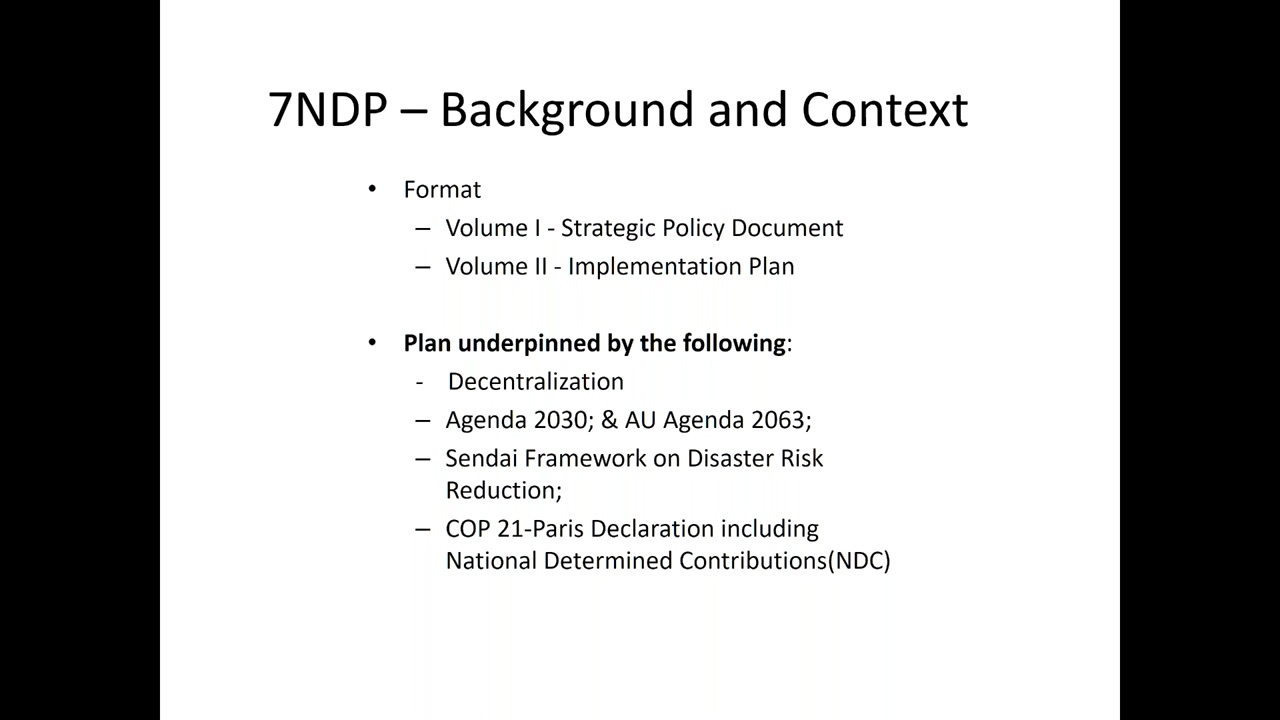 7NDP – Background and Context
• Format
– Volume I - Strategic Policy Document
– Volume II - Implementation Plan
• Plan underpinned by the following:
- Decentralization
– Agenda 2030; & AU Agenda 2063;
– Sendai Framework on Disaster Risk
Reduction;
– COP 21-Paris Declaration including
National Determined Contributions(NDC)